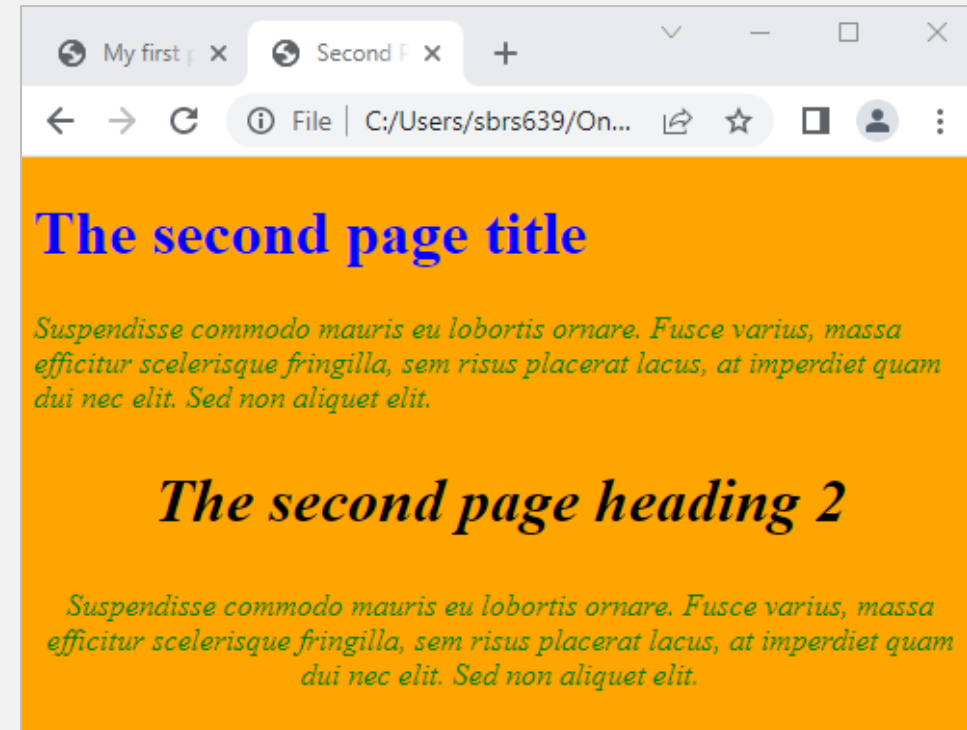 My first p Second P
File C:/Users/sbrs639/On...
The second page title
Suspendisse commodo mauris eu lobortis ornare. Fusce varius, massa
efficitur scelerisque fringilla, sem risus placerat lacus, at imperdiet quam
dui nec elit. Sed non aliquet elit.
The second page heading 2
Suspendisse commodo mauris eu lobortis ornare. Fusce varius, massa
efficitur scelerisque fringilla, sem risus placerat lacus, at imperdiet quam
dui nec elit. Sed non aliquet elit.